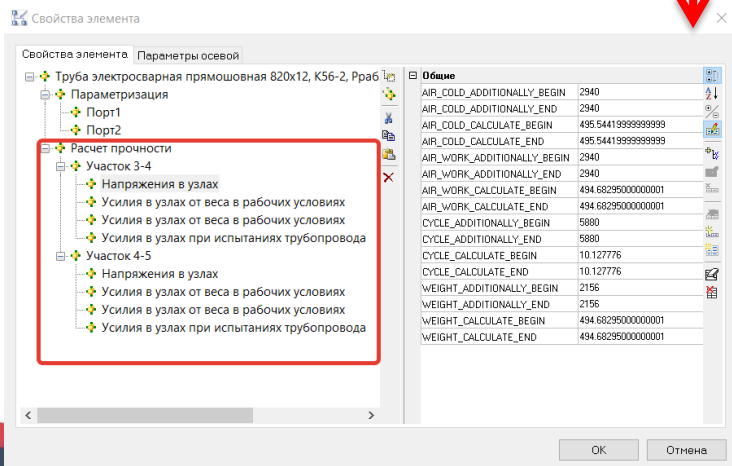 Свойства элемента
Свойства элемента Параметры осевой
Труба электросварная прямошовная 820x12, К56-2, Рраб
Параметризация
Порт1
Порт2
Расчет прочности
Участок 3-4
Напряжения в узлах
Усилия в узлах от веса в рабочих условиях
Усилия в узлах от веса в рабочих условиях
Усилия в узлах при испытаниях трубопровода
Участок 4-5
Напряжения в узлах
Усилия в узлах от веса в рабочих условиях
Усилия в узлах от веса в рабочих условиях
Усилия в узлах при испытаниях трубопровода
Общие
AIR_COLD_ADDITIONALLY_BEGIN 2940
AIR_COLD_ADDITIONALLY_END 2940
AIR_COLD_CALCULATE_BEGIN 495.54419999999999
AIR_COLD_CALCULATE_END 495.54419999999999
AIR_WORK_ADDITIONALLY_BEGIN 2940
AIR_WORK_ADDITIONALLY_END 2940
AIR_WORK_CALCULATE_BEGIN 494.68295000000001
AIR_WORK_CALCULATE_END 494.68295000000001
CYCLE_ADDITIONALLY_BEGIN 5880
CYCLE_ADDITIONALLY_END 5880
CYCLE_CALCULATE_BEGIN 10.127776
CYCLE_CALCULATE_END 10.127776
WEIGHT_ADDITIONALLY_BEGIN 2156
WEIGHT_ADDITIONALLY_END 2156
WEIGHT_CALCULATE_BEGIN 494.68295000000001
WEIGHT_CALCULATE_END 494.68295000000001
OK Отмена